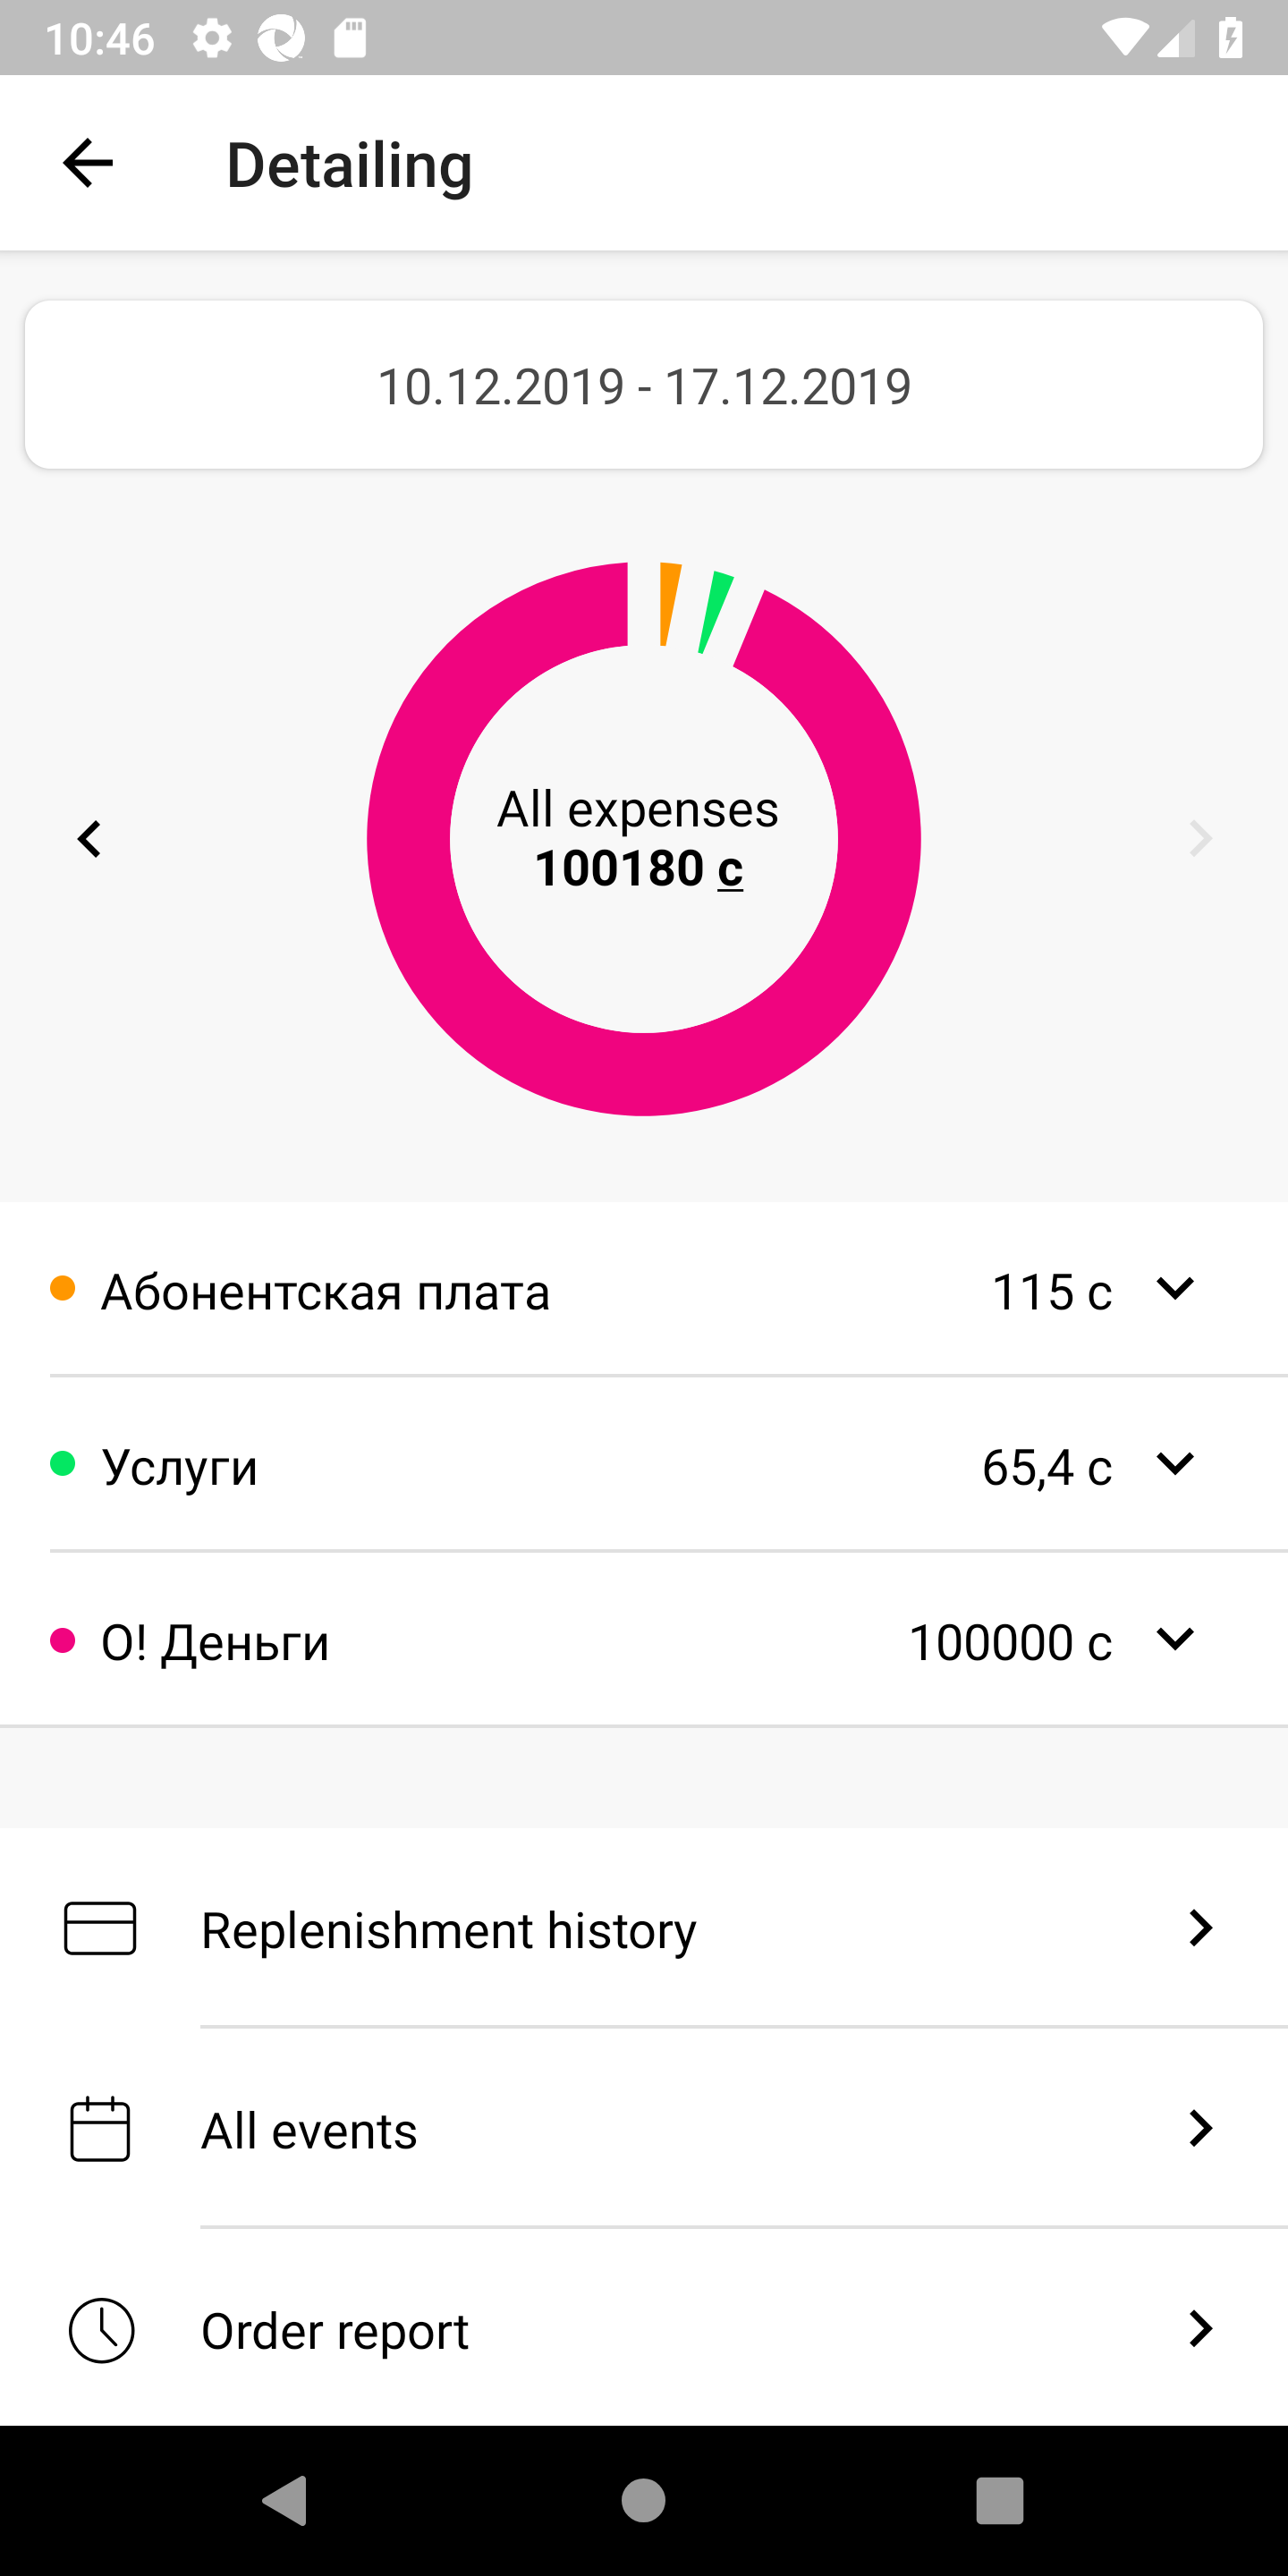 10:46
Detailing
10.12.2019 - 17.12.2019
All expenses
100180 с
Абонентская плата 115 с
Услуги 65,4 с
О! Деньги 100000 с
Replenishment history
All events
Order report